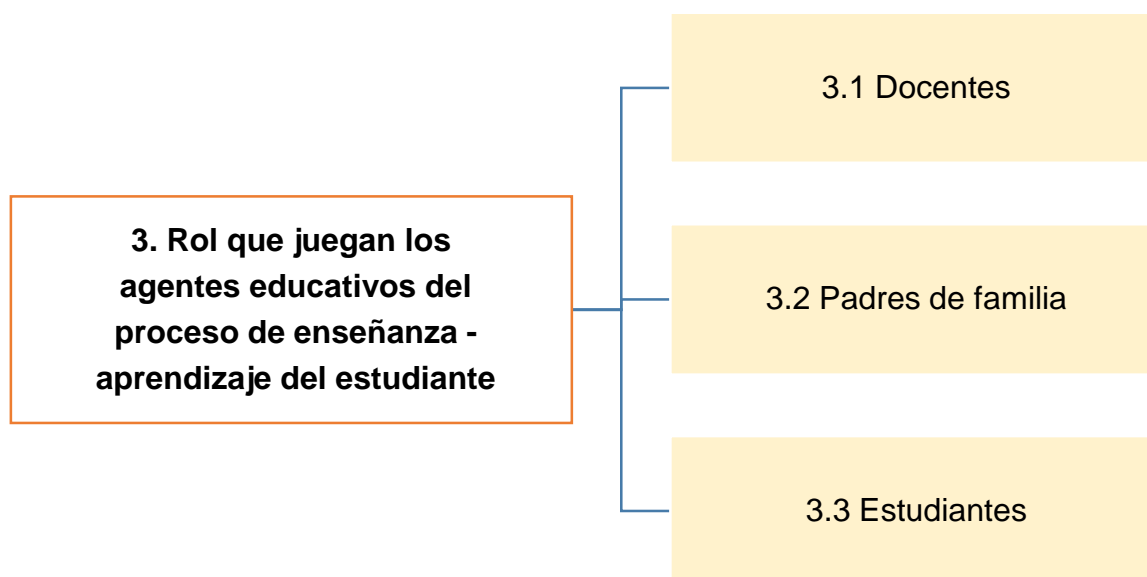 3. Rol que juegan los
agentes educativos del
proceso de enseñanza -
aprendizaje del estudiante
3.1 Docentes
3.2 Padres de familia
3.3 Estudiantes